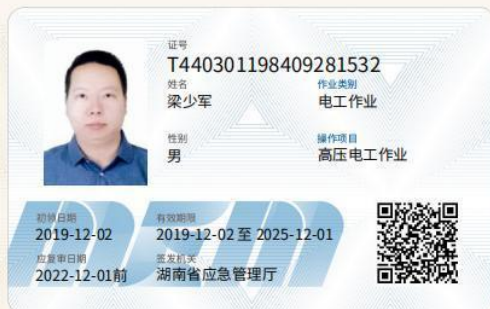 证号
T440301198409281532
姓名
作业类别
梁少军
电工作业
性别
操作项目
男
高压电工作业
初领日期
有效期限
2019-12-02
2019-12-02 至 2025-12-01
应复审日期
签发机关
2022-12-01前
湖南省应急管理厅